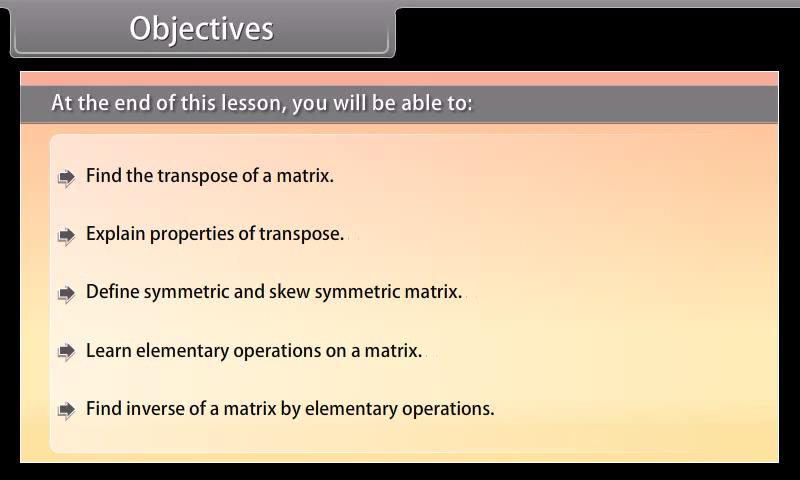 Objectives
At the end of this lesson, you will be able to:
Find the transpose of a matrix.
Explain properties of transpose.
Define symmetric and skew symmetric matrix.
Learn elementary operations on a matrix.
Find inverse of a matrix by elementary operations.